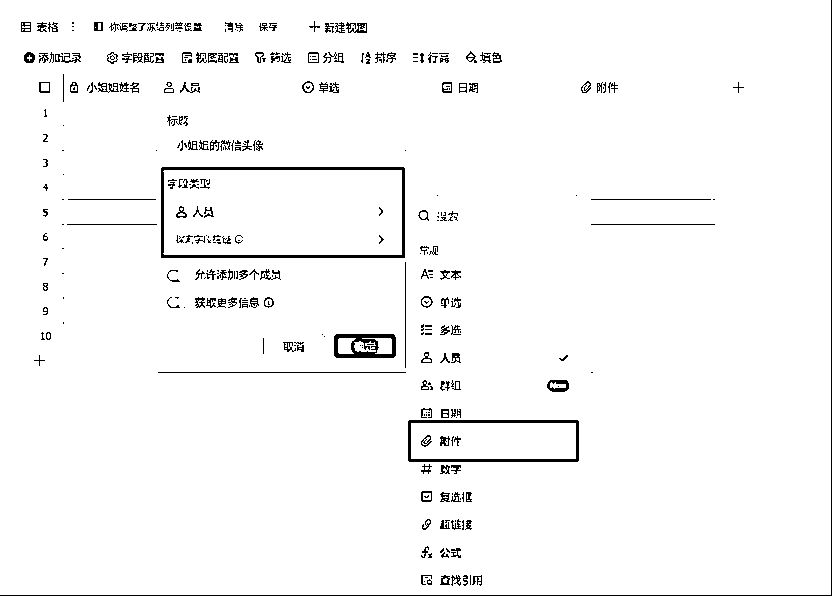 表格 你调整了冻结列等设置 清除 保存 新建视图
添加记录 字段配置 视图配置 筛选 分组 排序 行高 填色
小姐姐姓名 人员 单选 日期 附件
1
2
3
4
5
6
7
8
9
10
标题
小姐姐的微信头像
字段类型
人员
探索字段捷径
允许添加多个成员
获取更多信息
取消 确定
搜索
常规
文本
单选
多选
人员
群组 New
日期
附件
数字
复选框
超链接
公式
查找引用